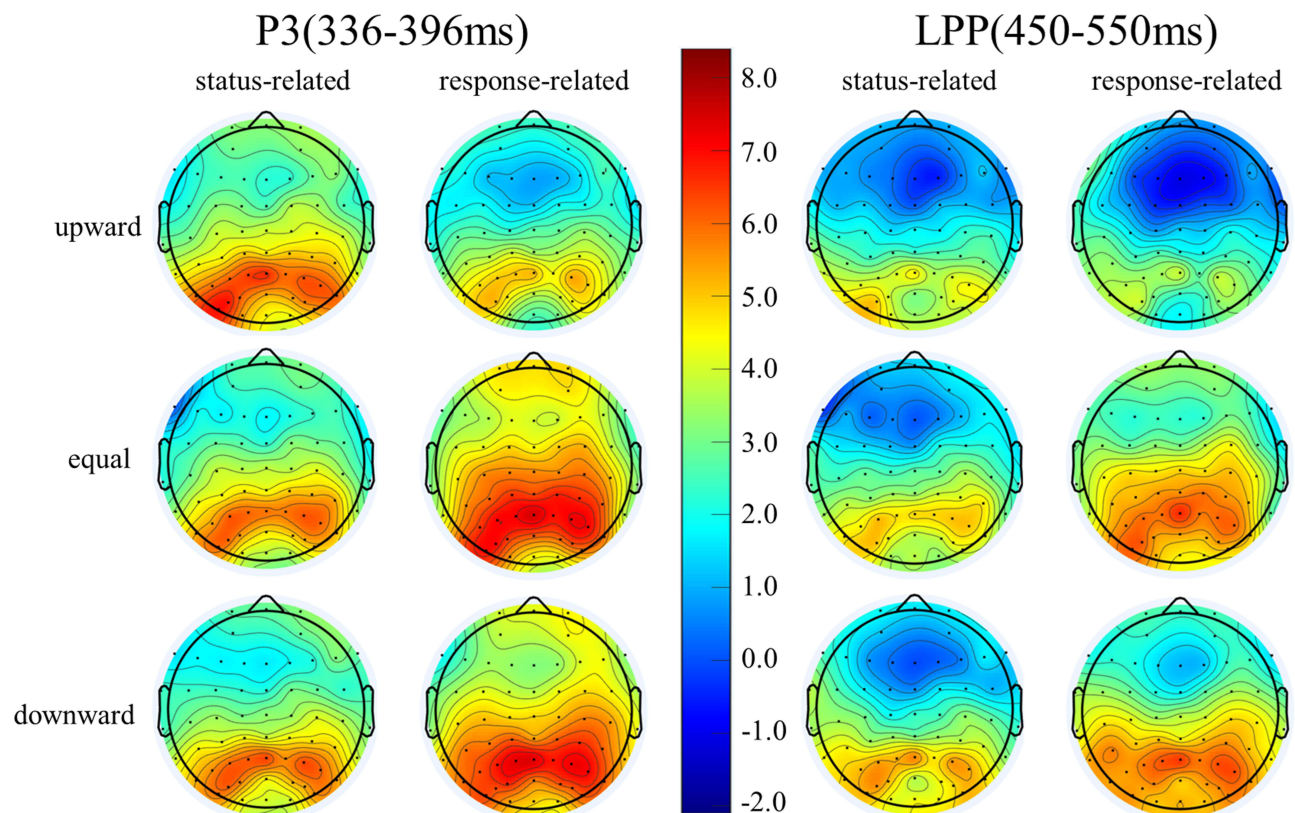 P3(336-396ms)
LPP(450-550ms)
status-related
response-related
status-related
response-related
upward
equal
downward
8.0
7.0
6.0
5.0
4.0
3.0
2.0
1.0
0.0
-1.0
-2.0